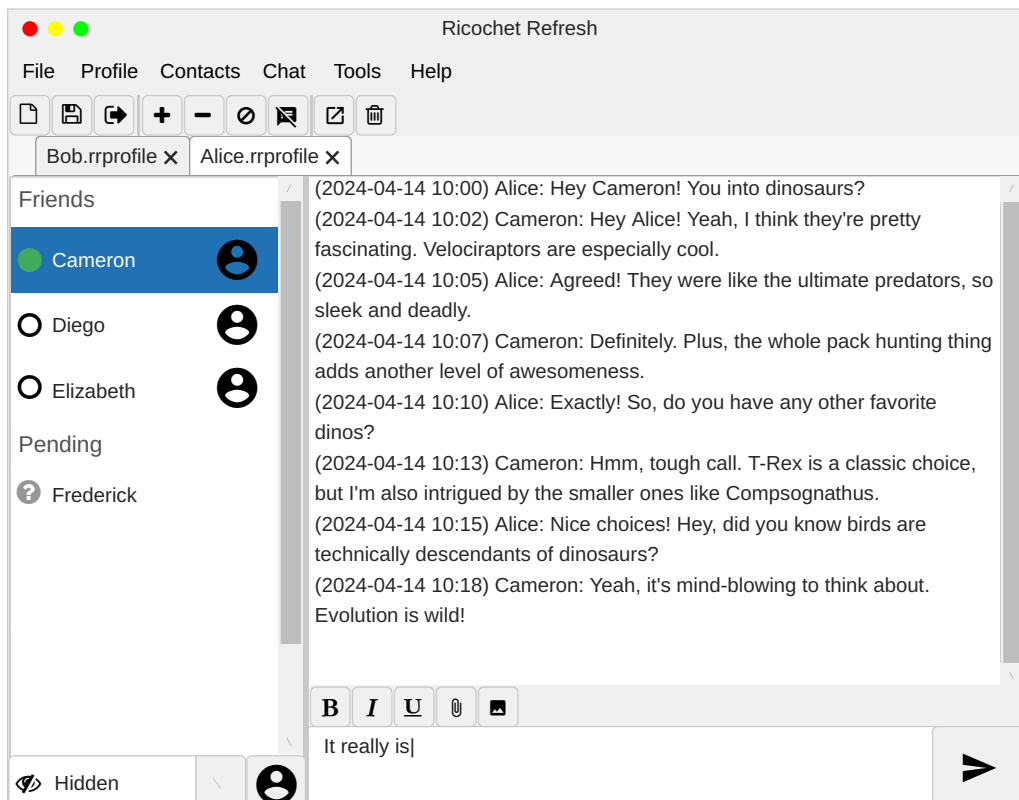 Ricochet Refresh
File Profile Contacts Chat Tools Help
Bob.rrprofile Alice.rrprofile
Friends
Cameron
Diego
Elizabeth
Pending
Frederick
Hidden
(2024-04-14 10:00) Alice: Hey Cameron! You into dinosaurs?
(2024-04-14 10:02) Cameron: Hey Alice! Yeah, I think they're pretty
fascinating. Velociraptors are especially cool.
(2024-04-14 10:05) Alice: Agreed! They were like the ultimate predators, so
sleek and deadly.
(2024-04-14 10:07) Cameron: Definitely. Plus, the whole pack hunting thing
adds another level of awesomeness.
(2024-04-14 10:10) Alice: Exactly! So, do you have any other favorite
dinos?
(2024-04-14 10:13) Cameron: Hmm, tough call. T-Rex is a classic choice,
but I'm also intrigued by the smaller ones like Compsognathus.
(2024-04-14 10:15) Alice: Nice choices! Hey, did you know birds are
technically descendants of dinosaurs?
(2024-04-14 10:18) Cameron: Yeah, it's mind-blowing to think about.
Evolution is wild!
B I U
It really is